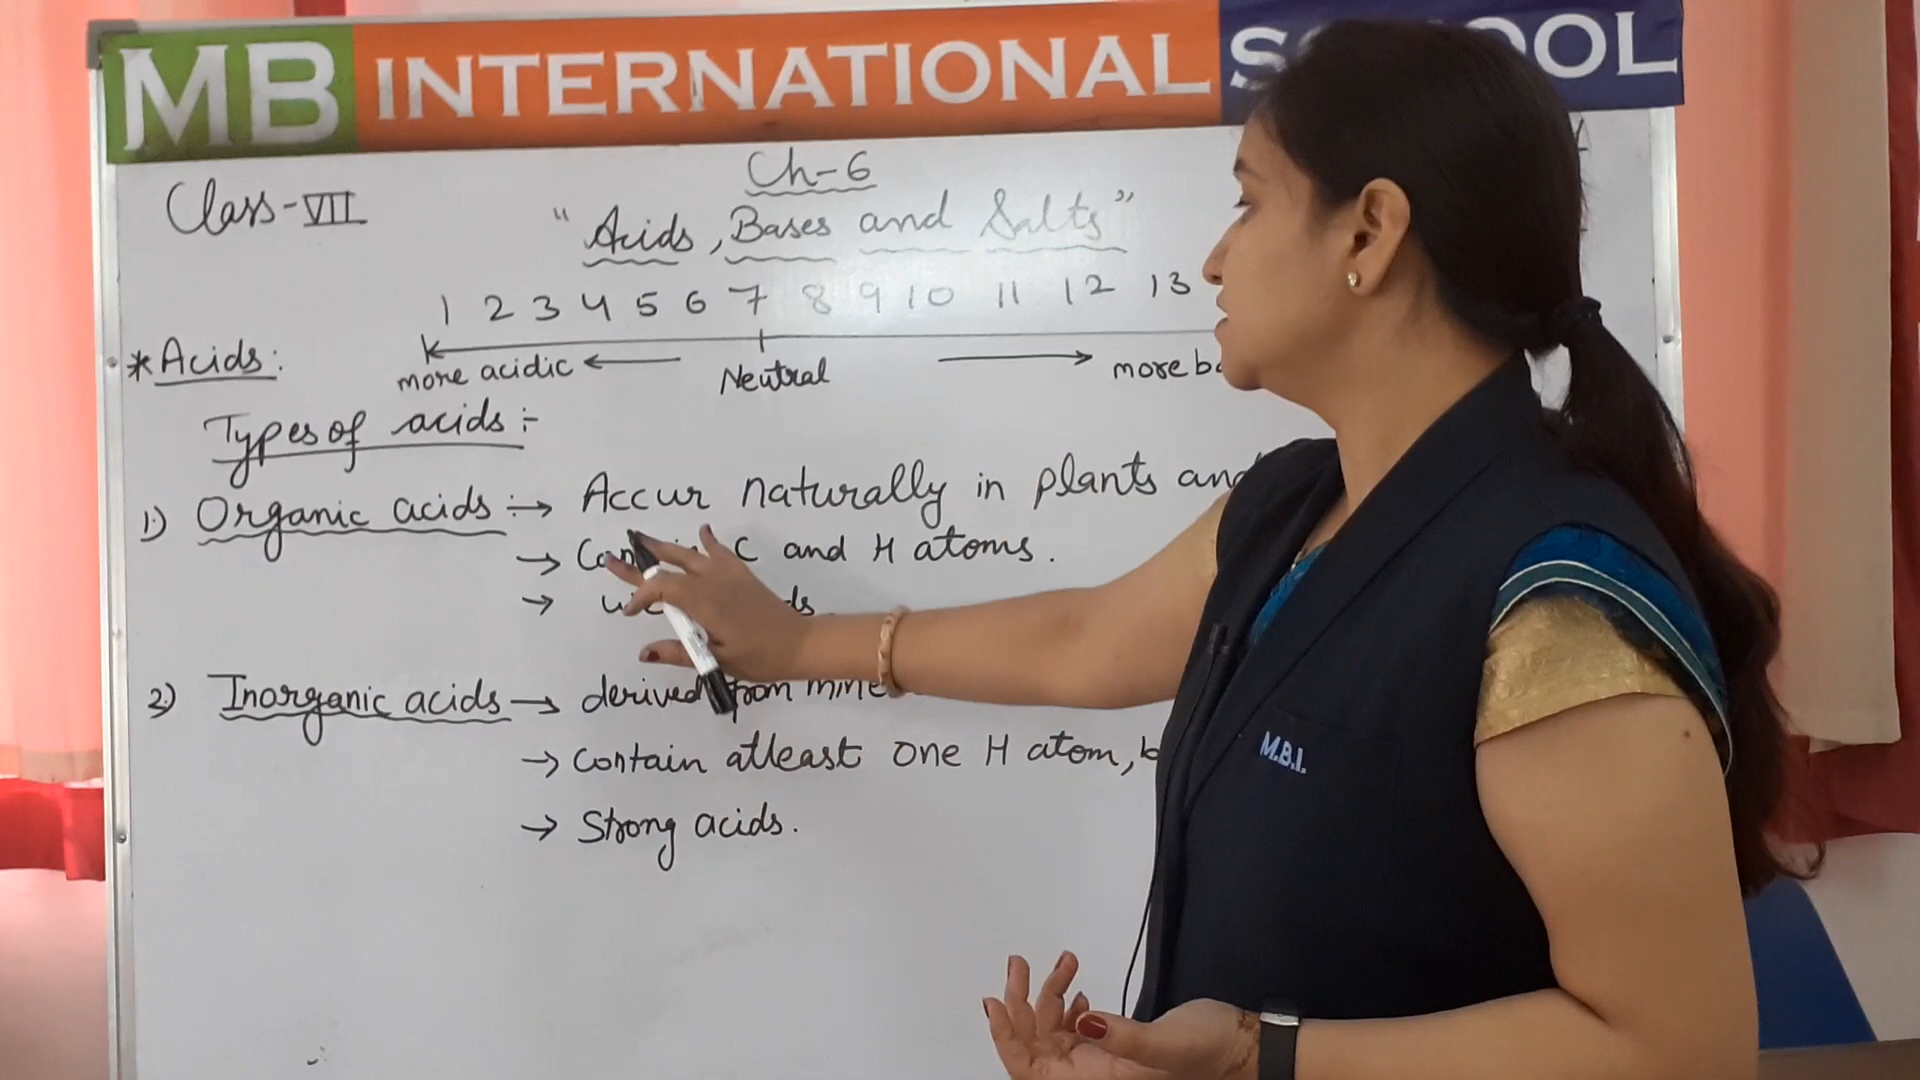 MB INTERNATIONAL SCHOOL
Ch-6
Class-VII
"Acids, Bases and Salts"
1 2 3 4 5 6 7 8 9 10 11 12 13
*Acids:
more acidic ← Neutral → more
Types of acids :-
1) Organic acids :→ Accur naturally in plants and
→ C and H atoms.
→
2) Inorganic acids → derived from
→ Contain atleast one H atom,
→ Strong acids.
M.B.I.